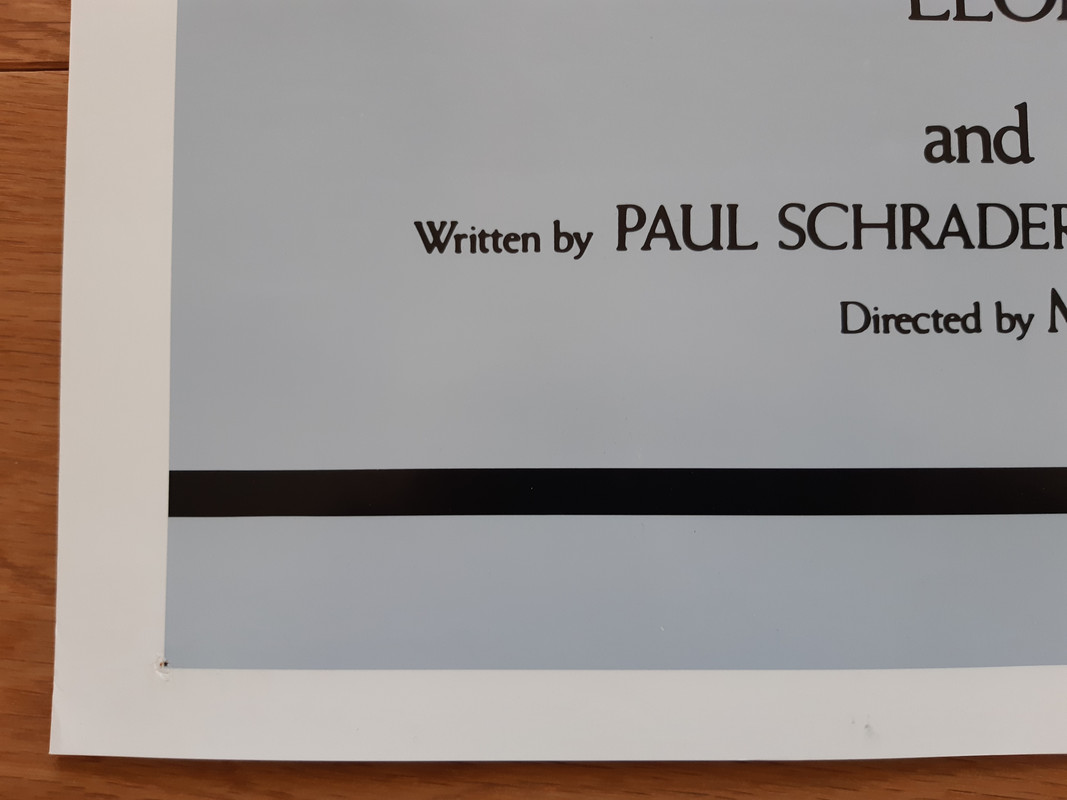 and
Written by PAUL SCHRADER
Directed by